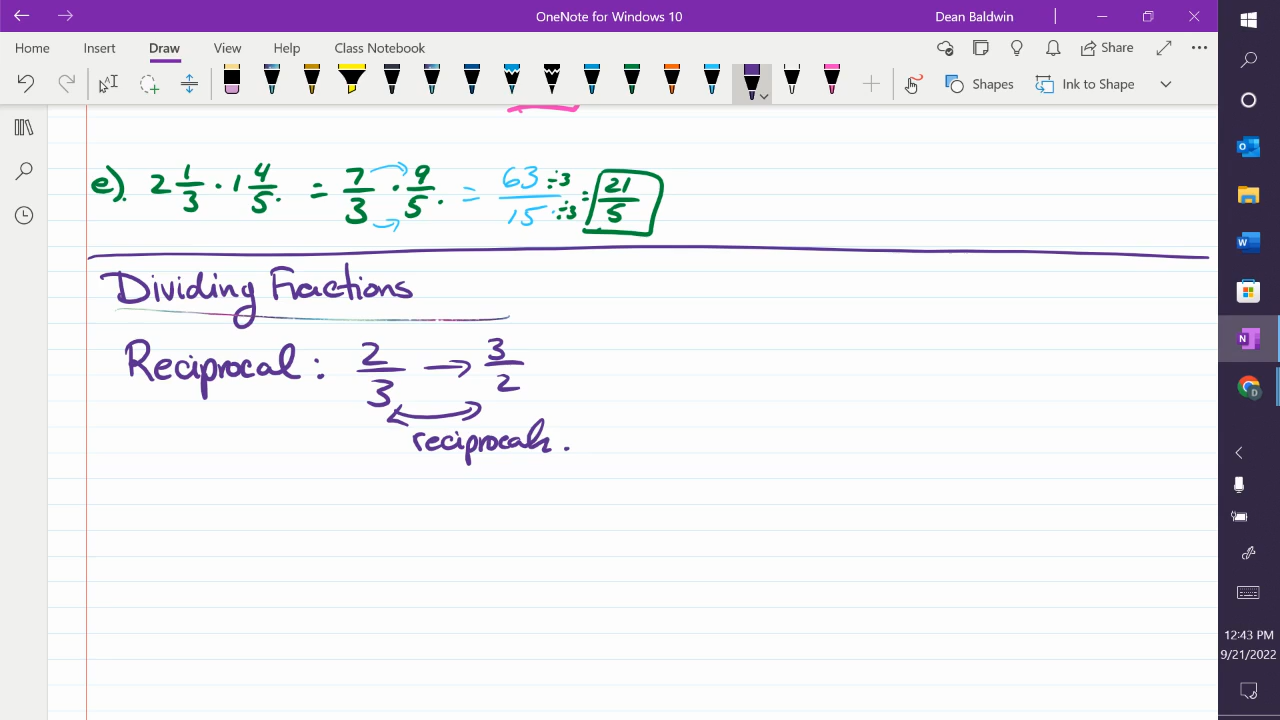 OneNote for Windows 10
Dean Baldwin
Home Insert Draw View Help Class Notebook
Share
Shapes
Ink to Shape
e). 2 1/3 · 1 4/5. = 7/3 · 9/5. = 63/15 ÷3/÷3 = 21/5
Dividing Fractions
Reciprocal: 2/3 → 3/2
reciprocals.
12:43 PM
9/21/2022